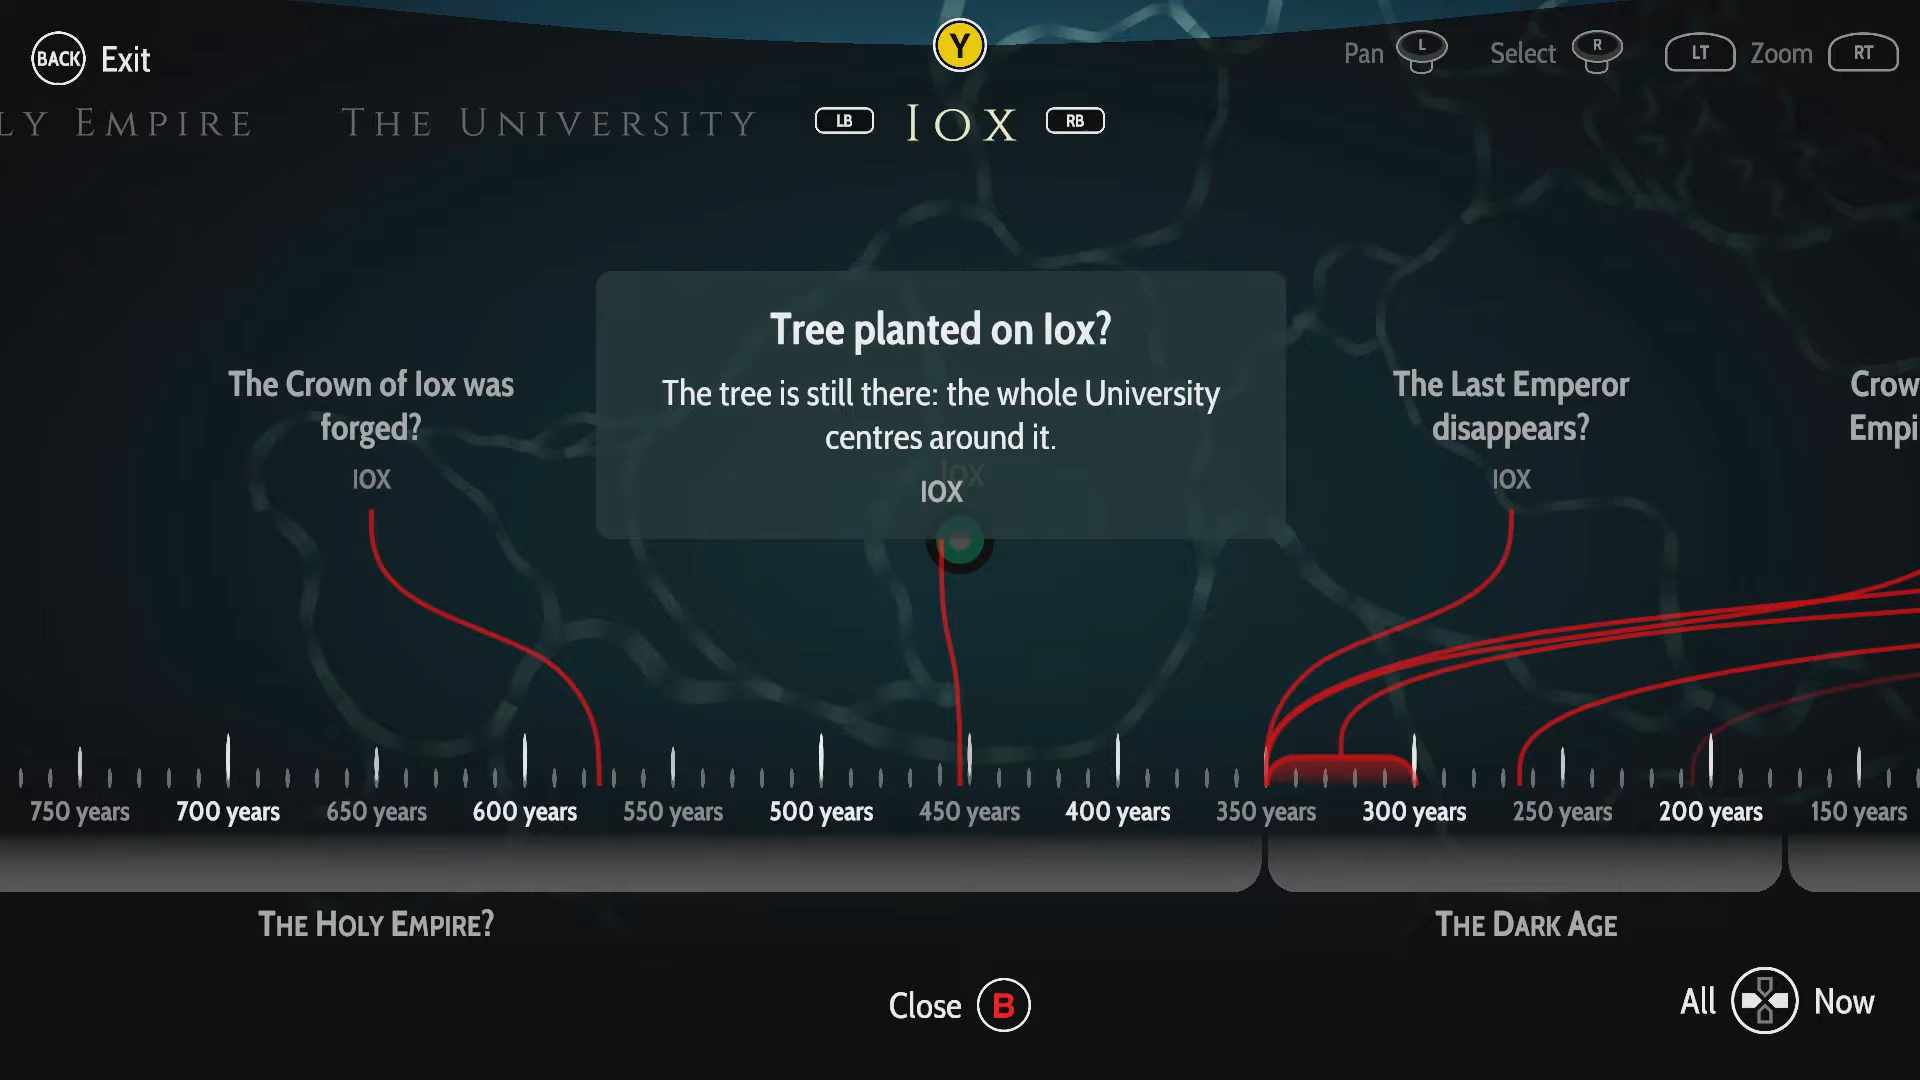 BACK Exit
Y
Pan L Select R LT Zoom RT
LY EMPIRE THE UNIVERSITY LB IOX RB
Tree planted on Iox?
The tree is still there: the whole University
centres around it.
IOX
Iox
The Crown of Iox was
forged?
IOX
The Last Emperor
disappears?
IOX
Crow
Empi
750 years 700 years 650 years 600 years 550 years 500 years 450 years 400 years 350 years 300 years 250 years 200 years 150 years
THE HOLY EMPIRE? THE DARK AGE
Close B
All Now